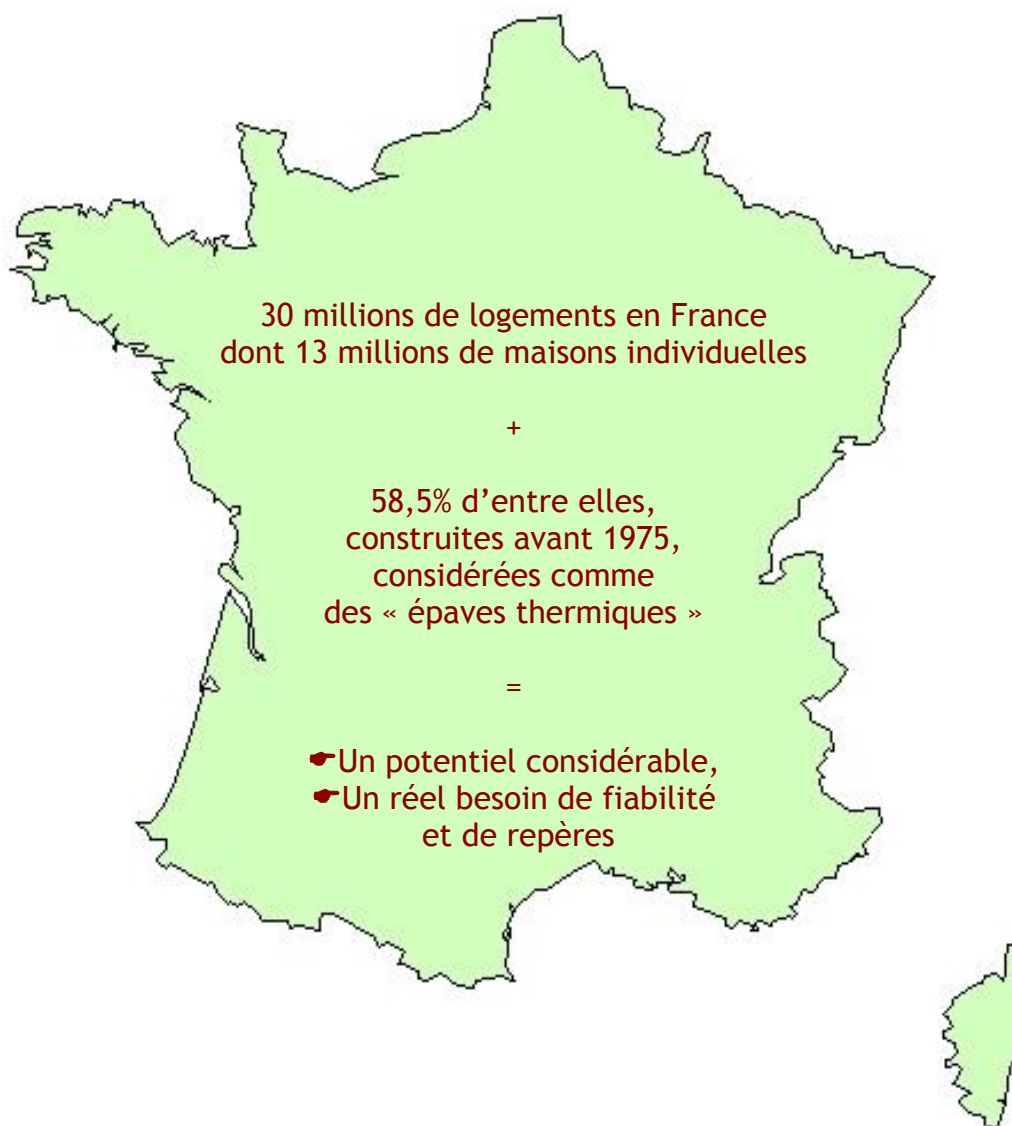 30 millions de logements en France
dont 13 millions de maisons individuelles
+
58,5% d’entre elles,
construites avant 1975,
considérées comme
des « épaves thermiques »
=
☛Un potentiel considérable,
☛Un réel besoin de fiabilité
et de repères